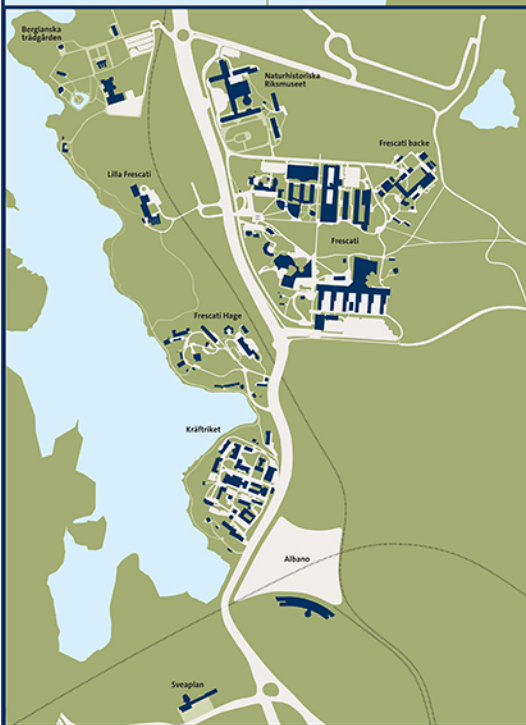 Bergianska
trädgården
Naturhistoriska
Riksmuseet
Frescati backe
Lilla Frescati
Frescati
Frescati Hage
Kräftriket
Albano
Sveaplan